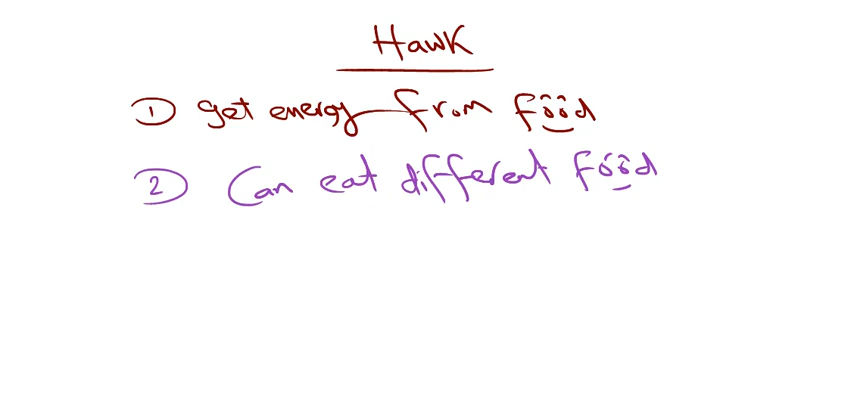 Hawk
① get energy from food
② Can eat different food